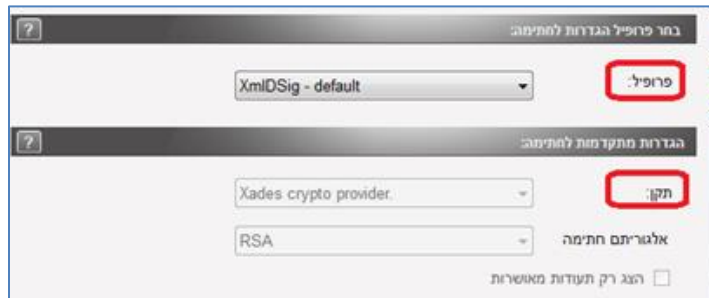 בחר פרופיל הגדרות לחתימה:
?
פרופיל:
XmlDSig - default
הגדרות מתקדמות לחתימה:
?
תקן:
Xades crypto provider.
אלגוריתם חתימה
RSA
הצג רק תעודות מאושרות